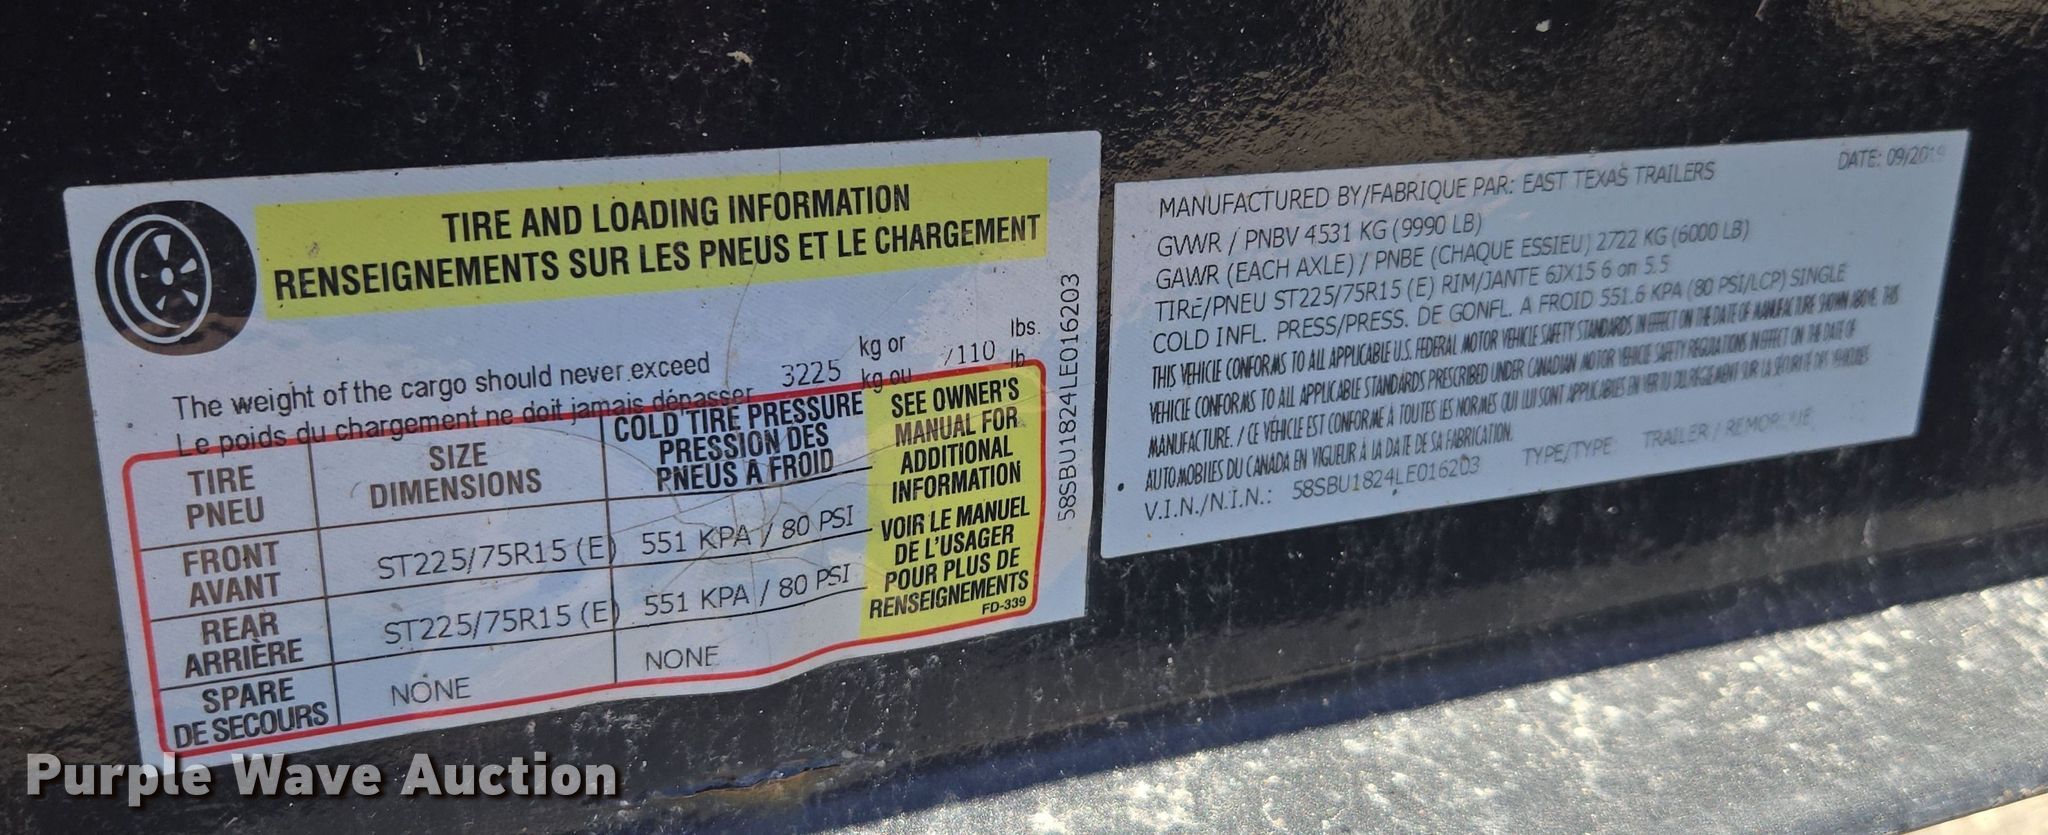 TIRE AND LOADING INFORMATION
RENSEIGNEMENTS SUR LES PNEUS ET LE CHARGEMENT
The weight of the cargo should never exceed 3225 kg or 7110 lbs.
Le poids du chargement ne doit jamais dépasser kg ou lb
TIRE
PNEU
SIZE
DIMENSIONS
COLD TIRE PRESSURE
PRESSION DES
PNEUS A FROID
FRONT
AVANT
ST225/75R15 (E)
551 KPA / 80 PSI
REAR
ARRIÈRE
ST225/75R15 (E)
551 KPA / 80 PSI
SPARE
DE SECOURS
NONE
NONE
SEE OWNER'S
MANUAL FOR
ADDITIONAL
INFORMATION
VOIR LE MANUEL
DE L'USAGER
POUR PLUS DE
RENSEIGNEMENTS
FD-339
58SBU1824LE016203
MANUFACTURED BY/FABRIQUE PAR: EAST TEXAS TRAILERS DATE: 09/2019
GVWR / PNBV 4531 KG (9990 LB)
GAWR (EACH AXLE) / PNBE (CHAQUE ESSIEU) 2722 KG (6000 LB)
TIRE/PNEU ST225/75R15 (E) RIM/JANTE 6JX15 6 on 5.5
COLD INFL. PRESS/PRESS. DE GONFL. A FROID 551.6 KPA (80 PSI/LCP) SINGLE
THIS VEHICLE CONFORMS TO ALL APPLICABLE U.S. FEDERAL MOTOR VEHICLE SAFETY STANDARDS IN EFFECT ON THE DATE OF MANUFACTURE SHOWN ABOVE. THIS
VEHICLE CONFORMS TO ALL APPLICABLE STANDARDS PRESCRIBED UNDER CANADIAN MOTOR VEHICLE SAFETY REGULATIONS IN EFFECT ON THE DATE OF
MANUFACTURE. / CE VÉHICLE EST CONFORME À TOUTES LES NORMES QUI LUI SONT APPLICABLES EN VERTU DU RÈGLEMENT SUR LA SÉCURITÉ DES VÉHICULES
AUTOMOBILES DU CANADA EN VIGUEUR À LA DATE DE SA FABRICATION.
V.I.N./N.I.N.: 58SBU1824LE016203 TYPE/TYPE: TRAILER / REMORQUE
Purple Wave Auction